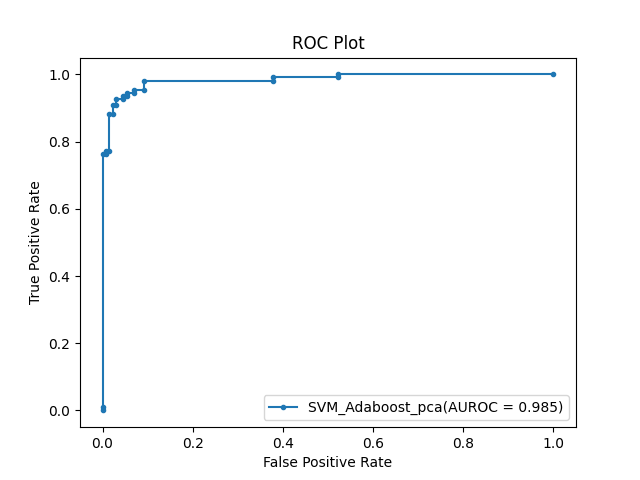 ROC Plot
True Positive Rate
1.0
0.8
0.6
0.4
0.2
0.0
SVM_Adaboost_pca(AUROC = 0.985)
0.0 0.2 0.4 0.6 0.8 1.0
False Positive Rate